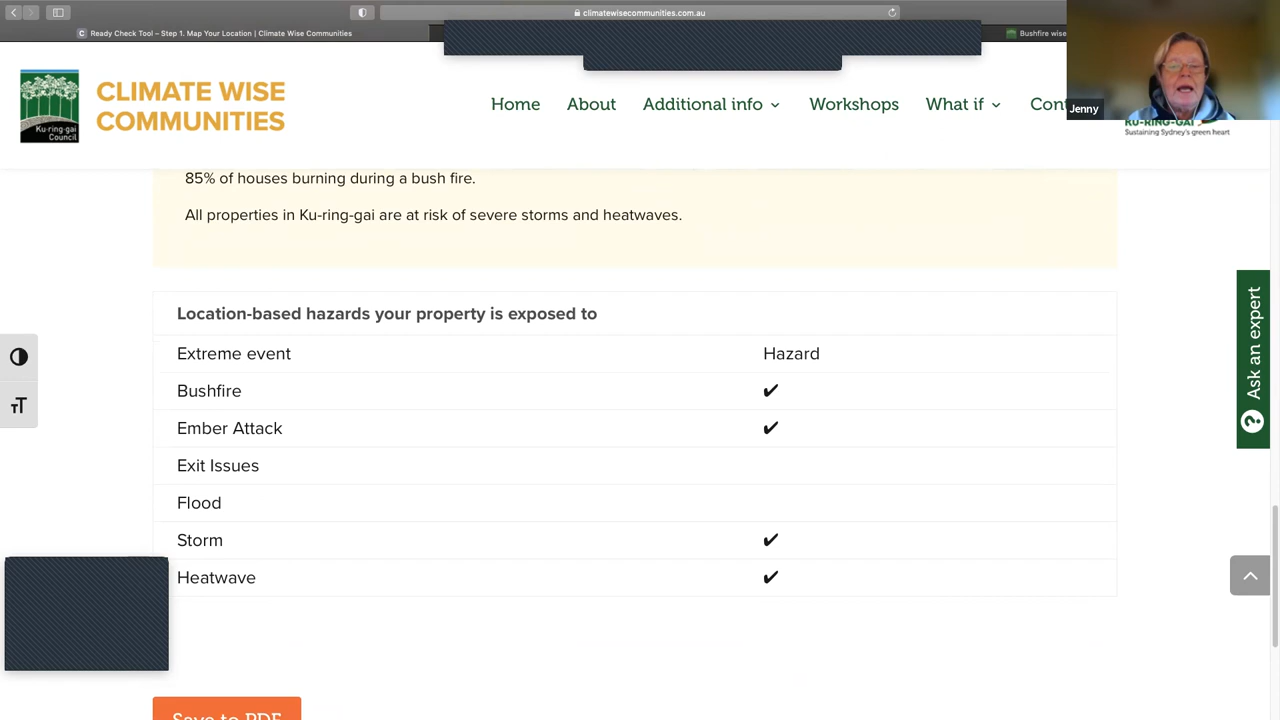 climatewisecommunities.com.au
Ready Check Tool – Step 1. Map Your Location | Climate Wise Communities
Bushfire wise
Ku-ring-gai
Council
CLIMATE WISE
COMMUNITIES
Home About Additional info Workshops What if
Jenny
KU-RING-GAI
Sustaining Sydney's green heart
85% of houses burning during a bush fire.
All properties in Ku-ring-gai are at risk of severe storms and heatwaves.
Location-based hazards your property is exposed to
Extreme event Hazard
Bushfire ✔
Ember Attack ✔
Exit Issues
Flood
Storm ✔
Heatwave ✔
Ask an expert
Save to PDF